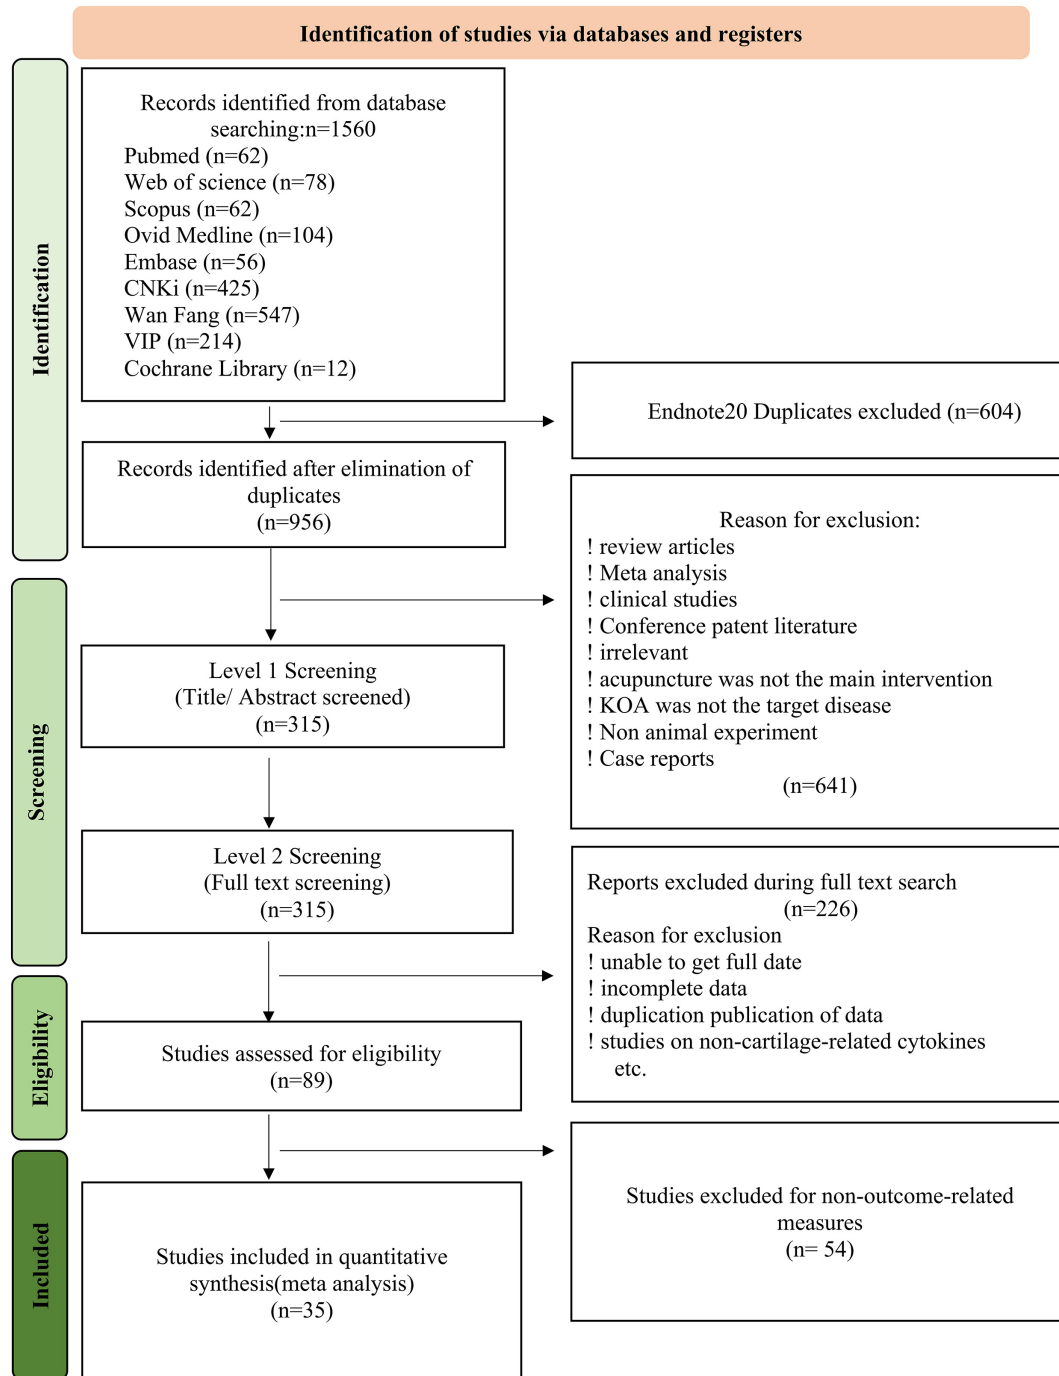 Identification of studies via databases and registers
Identification
Records identified from database
searching:n=1560
Pubmed (n=62)
Web of science (n=78)
Scopus (n=62)
Ovid Medline (n=104)
Embase (n=56)
CNKi (n=425)
Wan Fang (n=547)
VIP (n=214)
Cochrane Library (n=12)
Endnote20 Duplicates excluded (n=604)
Records identified after elimination of
duplicates
(n=956)
Reason for exclusion:
! review articles
! Meta analysis
! clinical studies
! Conference patent literature
! irrelevant
! acupuncture was not the main intervention
! KOA was not the target disease
! Non animal experiment
! Case reports
(n=641)
Screening
Level 1 Screening
(Title/ Abstract screened)
(n=315)
Level 2 Screening
(Full text screening)
(n=315)
Reports excluded during full text search
(n=226)
Reason for exclusion
! unable to get full date
! incomplete data
! duplication publication of data
! studies on non-cartilage-related cytokines
etc.
Eligibility
Studies assessed for eligibility
(n=89)
Studies excluded for non-outcome-related
measures
(n= 54)
Included
Studies included in quantitative
synthesis(meta analysis)
(n=35)